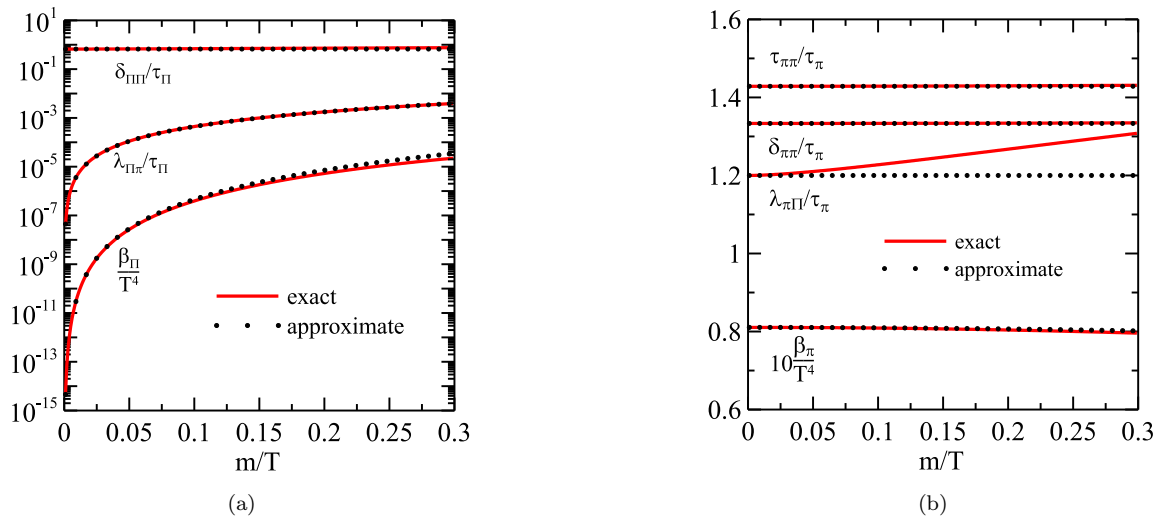 10^1
10^-1
10^-3
10^-5
10^-7
10^-9
10^-11
10^-13
10^-15
δ_ΠΠ/τ_Π
λ_Ππ/τ_Π
β_Π
T^4
exact
approximate
0 0.05 0.1 0.15 0.2 0.25 0.3
m/T
(a)
1.6
1.4
1.2
1
0.8
0.6
τ_ππ/τ_π
δ_ππ/τ_π
λ_πΠ/τ_π
exact
approximate
10 β_π/T^4
0 0.05 0.1 0.15 0.2 0.25 0.3
m/T
(b)